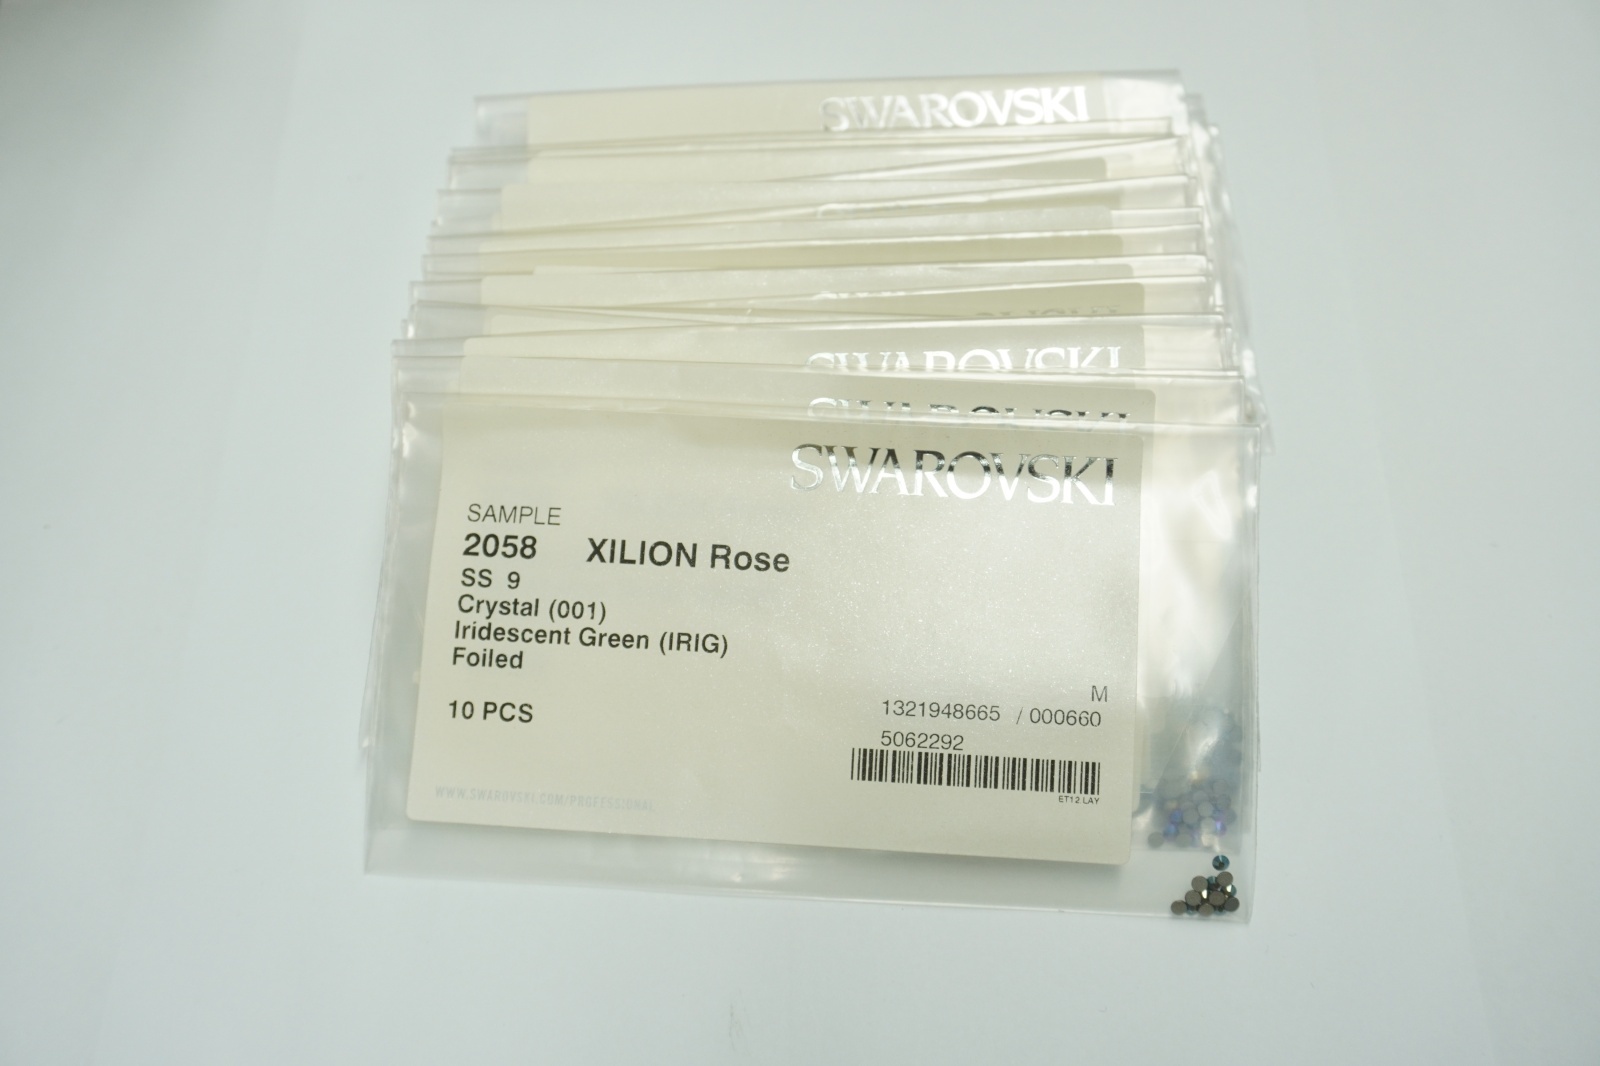 SWAROVSKI
SWAROVSKI
SWAROVSKI
SWAROVSKI
SAMPLE
2058 XILION Rose
SS 9
Crystal (001)
Iridescent Green (IRIG)
Foiled
10 PCS
M
1321948665 / 000660
5062292
ET12.LAY
WWW.SWAROVSKI.COM/PROFESSIONAL